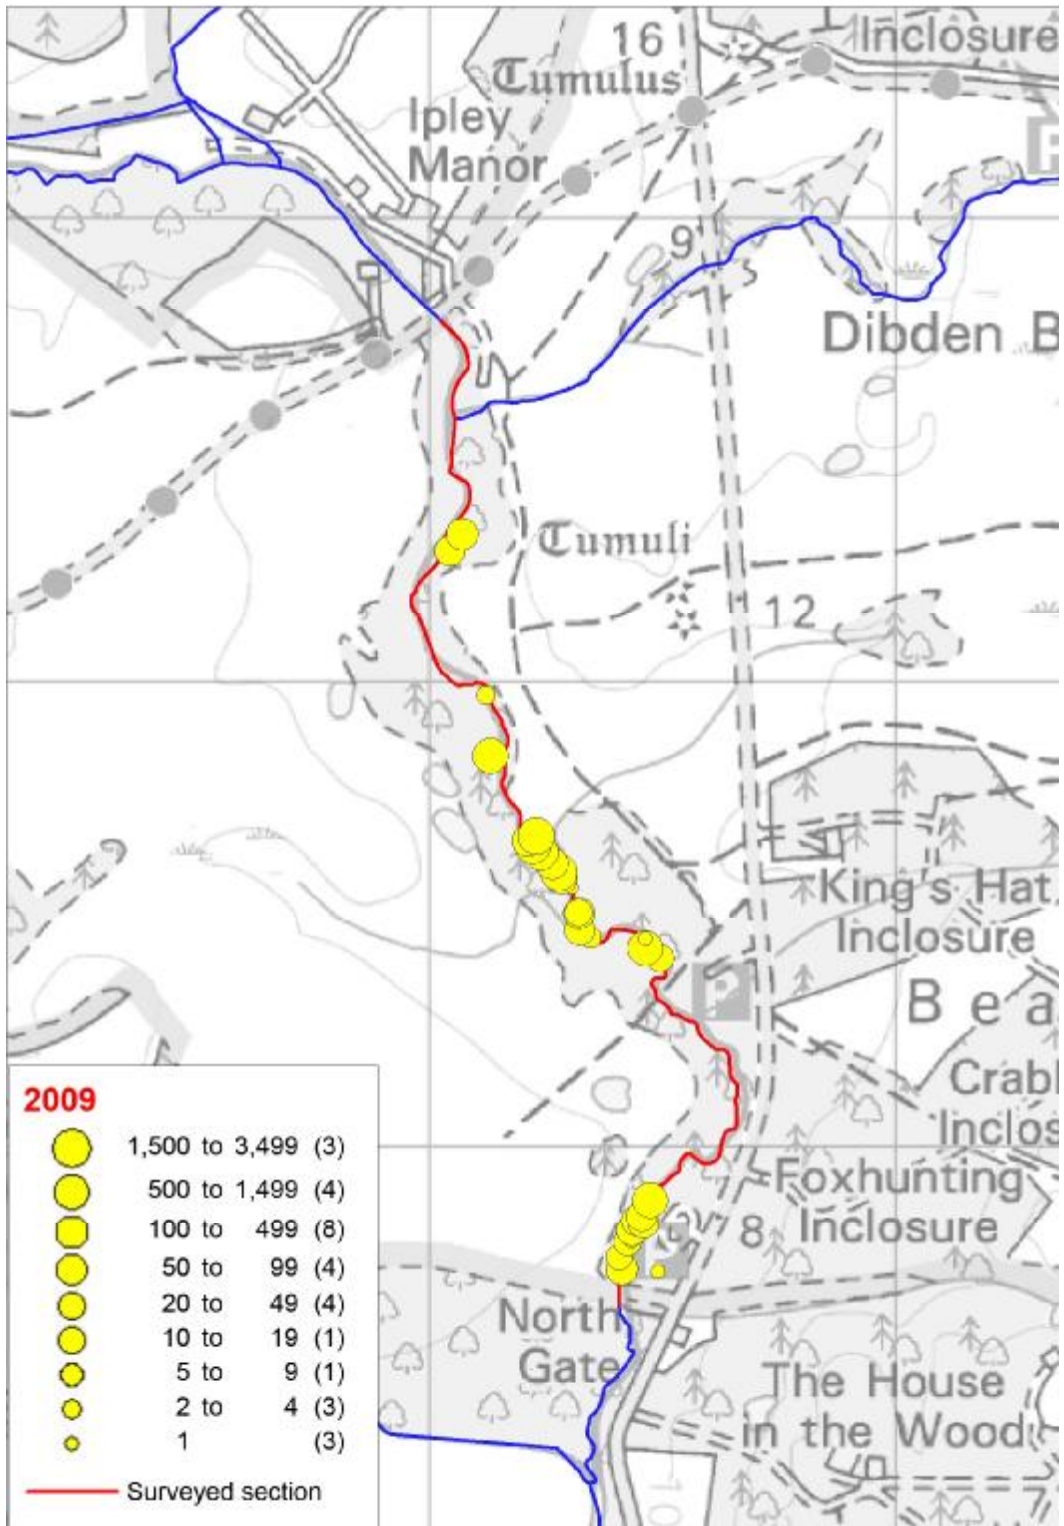 16
Inclosure
Tumulus
Ipley
Manor
P
9
Dibden B
Tumuli
12
King's Hat
Inclosure
P
B e a
Crabl
Inclos
Foxhunting
Inclosure
8
North
Gate
The House
in the Wood
10
2009
1,500 to 3,499 (3)
500 to 1,499 (4)
100 to 499 (8)
50 to 99 (4)
20 to 49 (4)
10 to 19 (1)
5 to 9 (1)
2 to 4 (3)
1 (3)
Surveyed section